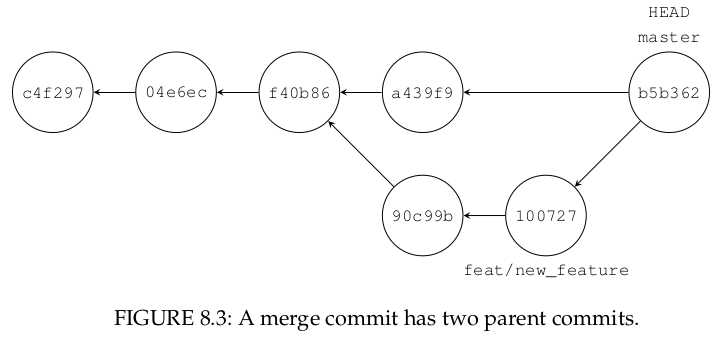 HEAD
master
c4f297
04e6ec
f40b86
a439f9
b5b362
90c99b
100727
feat/new_feature
FIGURE 8.3: A merge commit has two parent commits.